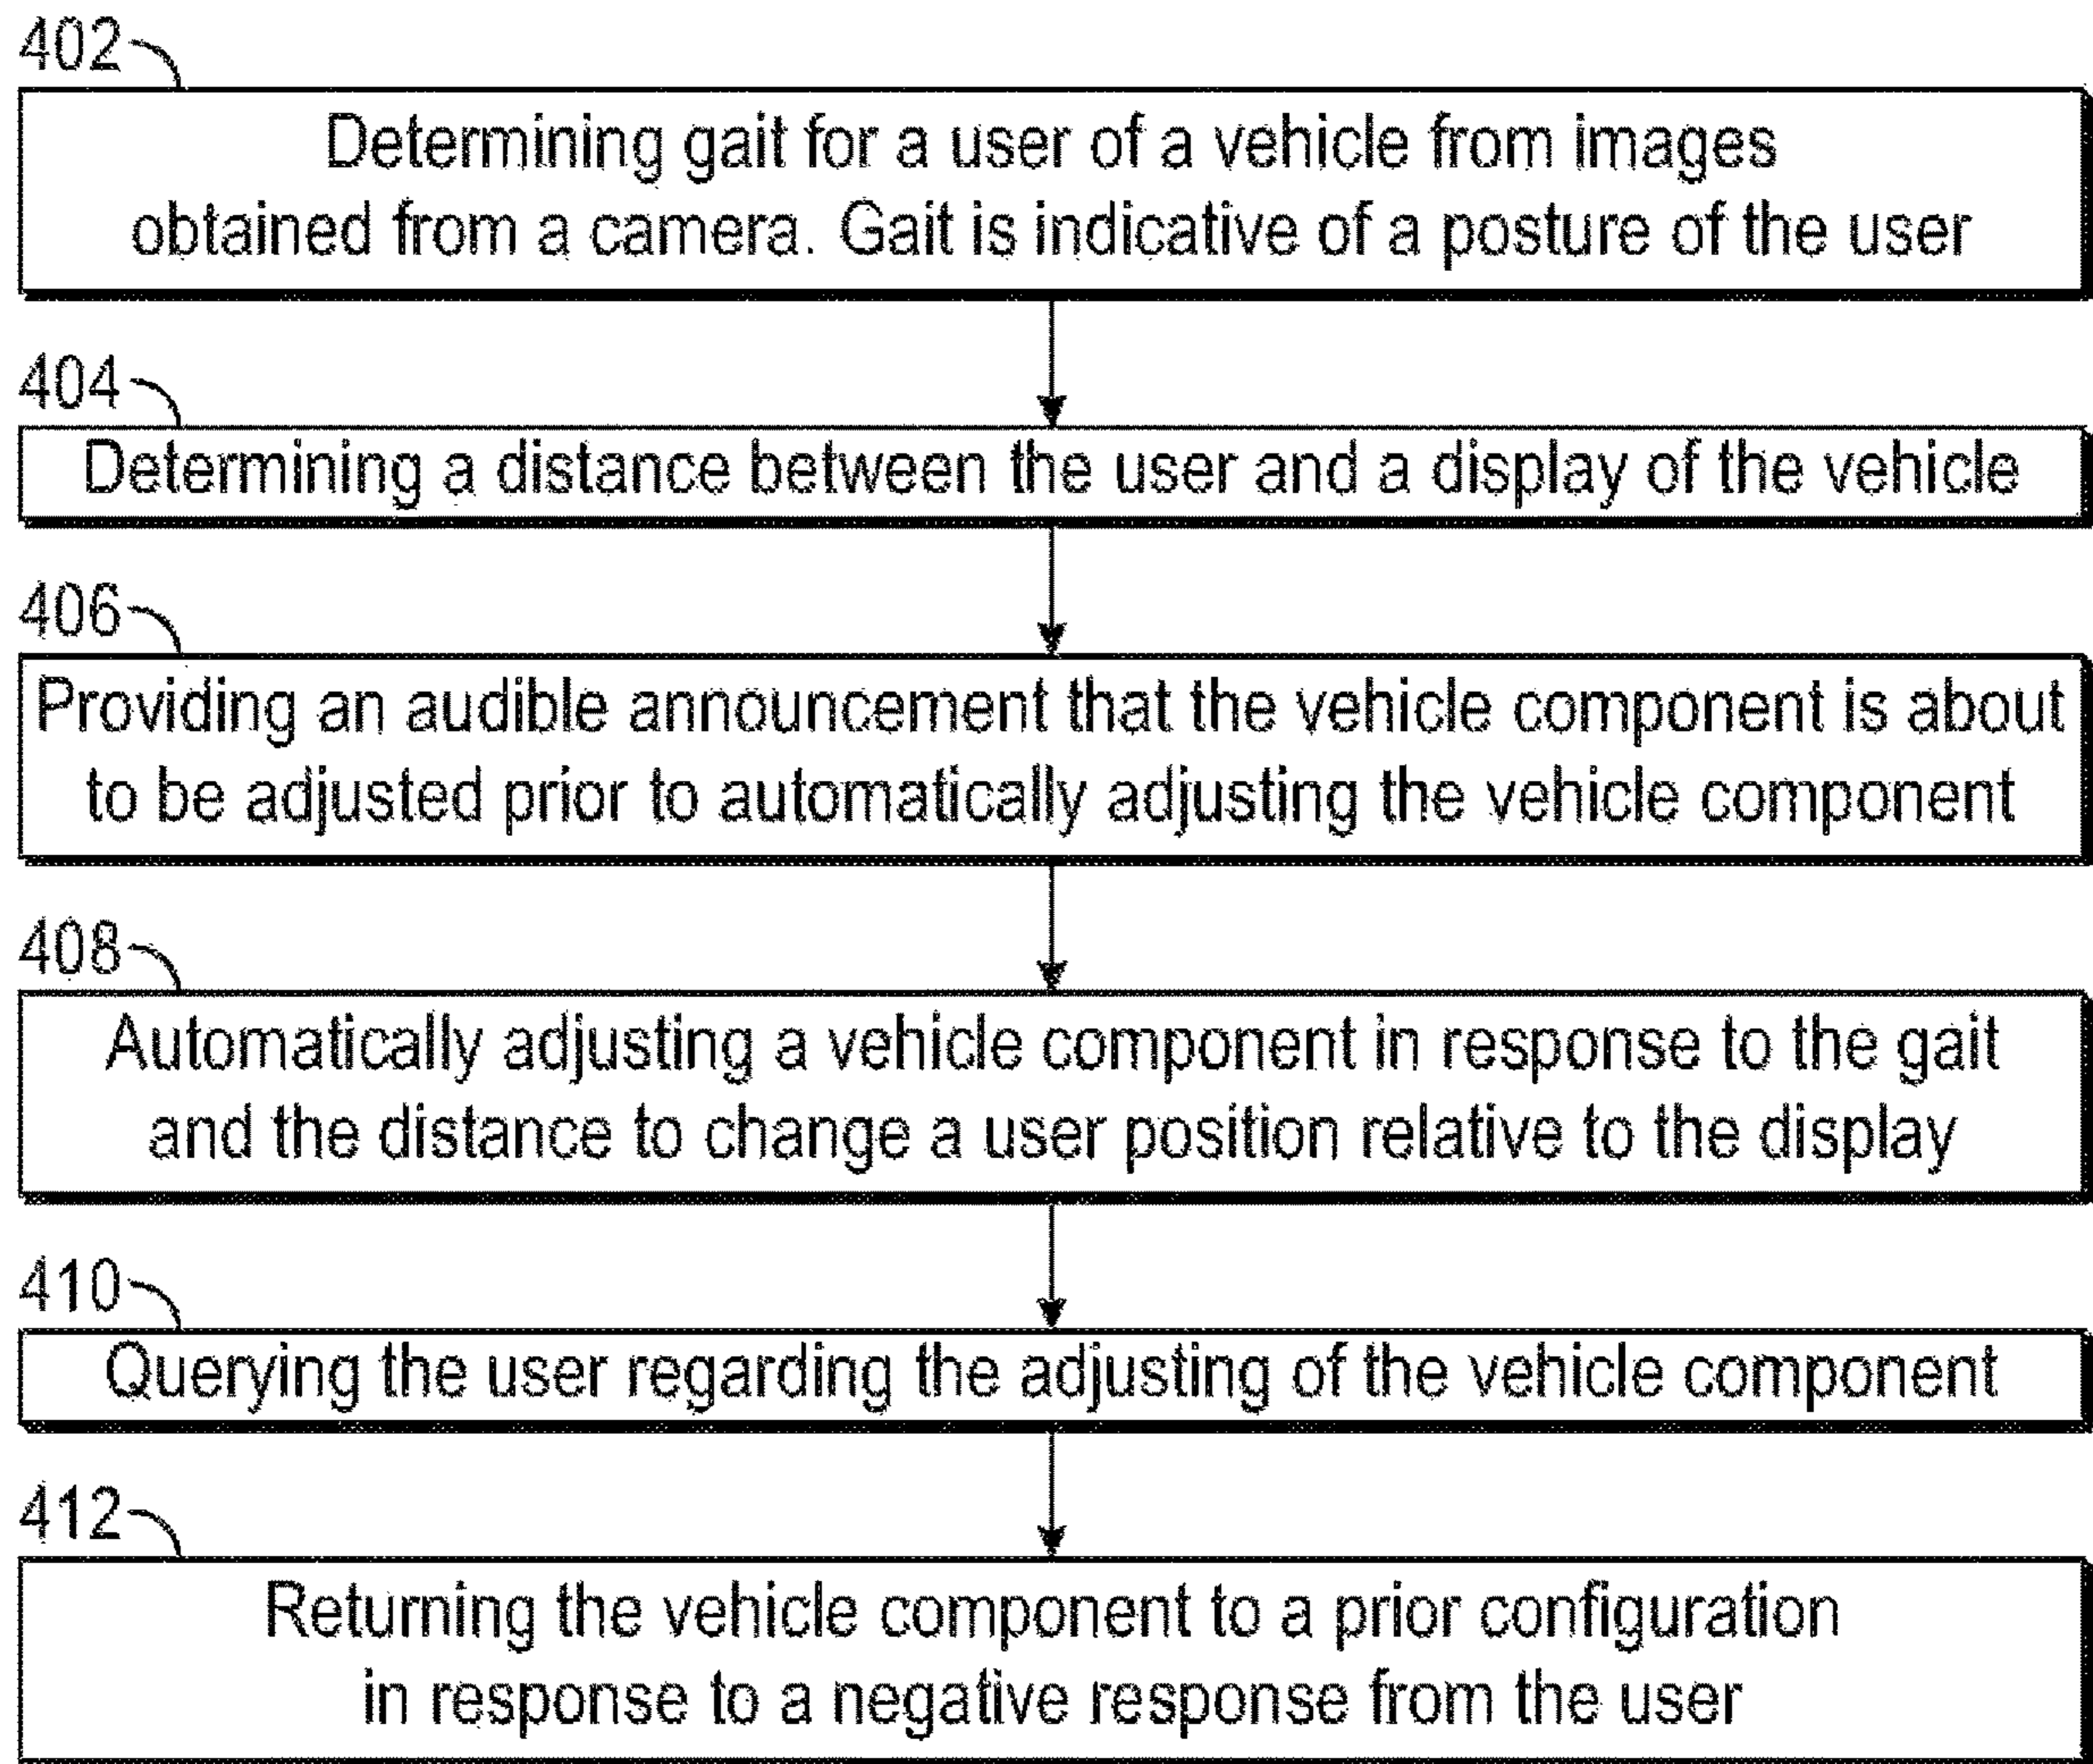 402
Determining gait for a user of a vehicle from images
obtained from a camera. Gait is indicative of a posture of the user
404
Determining a distance between the user and a display of the vehicle
406
Providing an audible announcement that the vehicle component is about
to be adjusted prior to automatically adjusting the vehicle component
408
Automatically adjusting a vehicle component in response to the gait
and the distance to change a user position relative to the display
410
Querying the user regarding the adjusting of the vehicle component
412
Returning the vehicle component to a prior configuration
in response to a negative response from the user